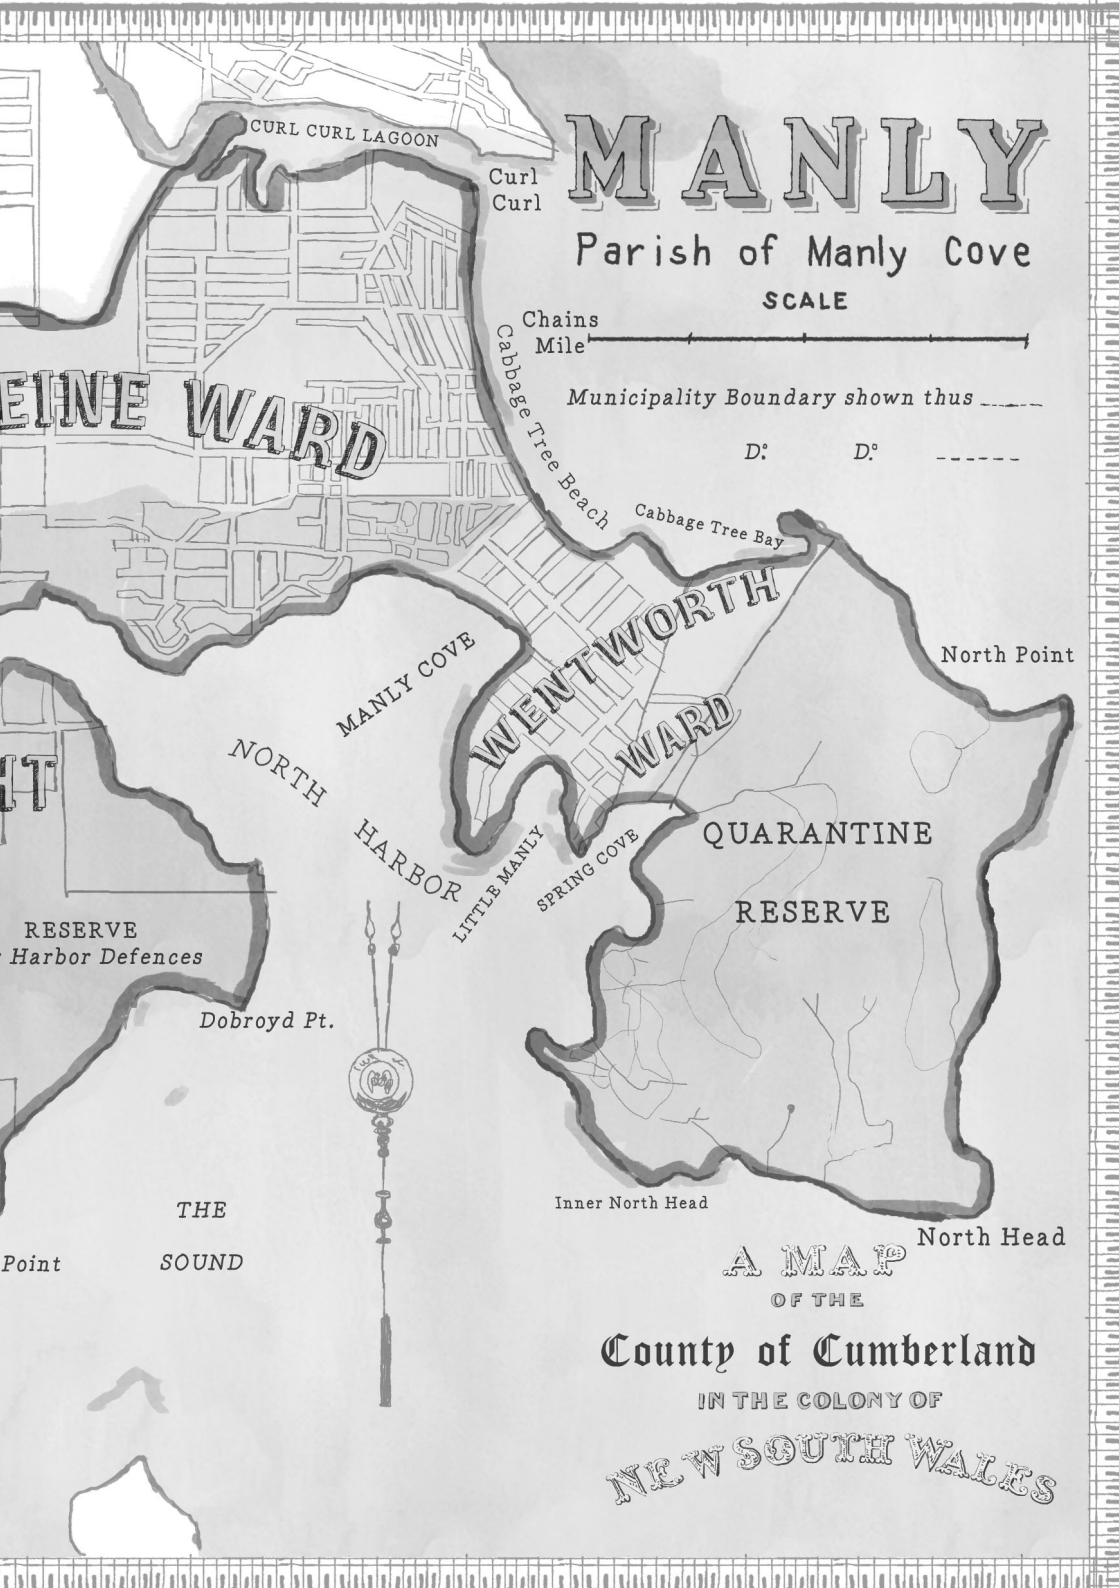 CURL CURL LAGOON
Curl
Curl
MANLY
Parish of Manly Cove
SCALE
Chains
Mile
Municipality Boundary shown thus
D.º D.º
Cabbage Tree Beach
Cabbage Tree Bay
EINE WARD
WENTWORTH
WARD
North Point
MANLY COVE
NORTH
HARBOR
LITTLE MANLY
SPRING COVE
HT
QUARANTINE
RESERVE
RESERVE
Harbor Defences
Dobroyd Pt.
THE
SOUND
Point
Inner North Head
North Head
A MAP
OF THE
County of Cumberland
IN THE COLONY OF
NEW SOUTH WALES